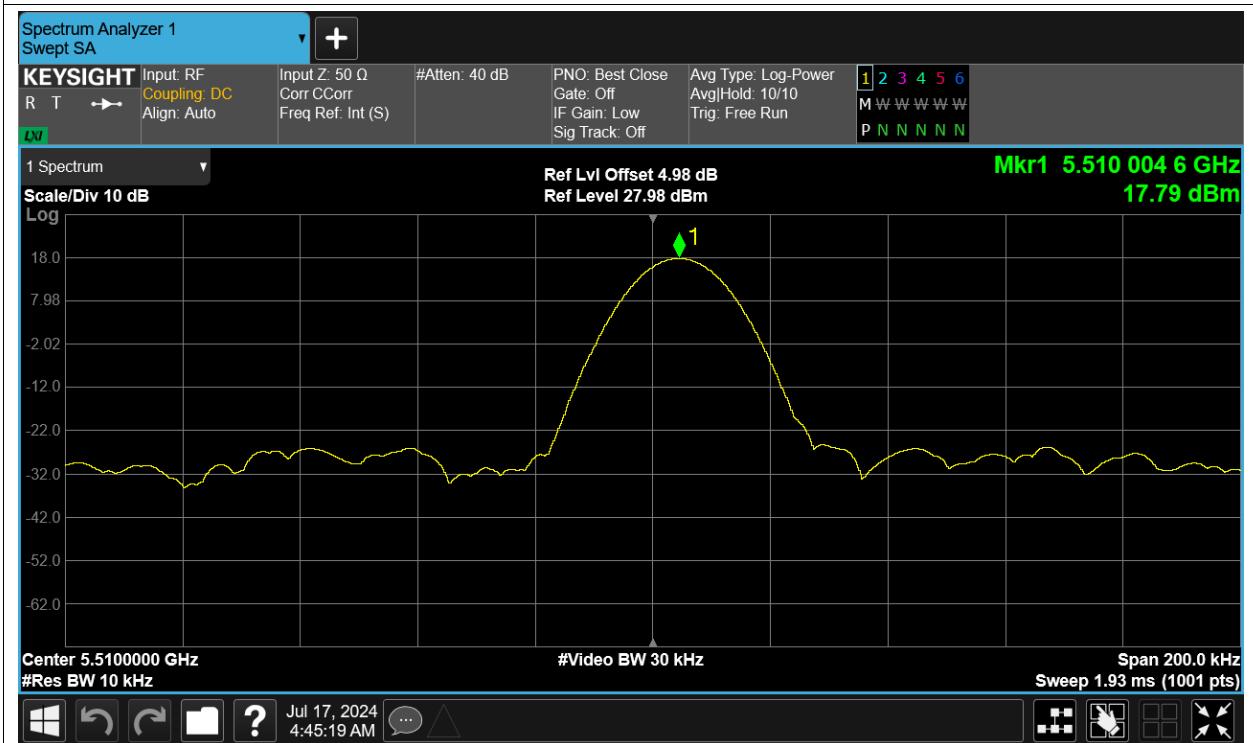 Spectrum Analyzer 1
Swept SA
+
KEYSIGHT
R T
LXI
Input: RF
Coupling: DC
Align: Auto
Input Z: 50 Ω
Corr CCorr
Freq Ref: Int (S)
#Atten: 40 dB
PNO: Best Close
Gate: Off
IF Gain: Low
Sig Track: Off
Avg Type: Log-Power
Avg|Hold: 10/10
Trig: Free Run
1 2 3 4 5 6
M W W W W W
P N N N N N
1 Spectrum
Scale/Div 10 dB
Log
Ref Lvl Offset 4.98 dB
Ref Level 27.98 dBm
Mkr1 5.510 004 6 GHz
17.79 dBm
1
18.0
7.98
-2.02
-12.0
-22.0
-32.0
-42.0
-52.0
-62.0
Center 5.5100000 GHz
#Video BW 30 kHz
Span 200.0 kHz
#Res BW 10 kHz
Sweep 1.93 ms (1001 pts)
?
Jul 17, 2024
4:45:19 AM